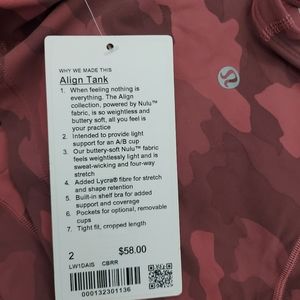 WHY WE MADE THIS
Align Tank
1. When feeling nothing is
everything. The Align
collection, powered by Nulu™
fabric, is so weightless and
buttery soft, all you feel is
your practice
2. Intended to provide light
support for an A/B cup
3. Our buttery-soft Nulu™ fabric
feels weightlessly light and is
sweat-wicking and four-way
stretch
4. Added Lycra® fibre for stretch
and shape retention
5. Built-in shelf bra for added
support and coverage
6. Pockets for optional, removable
cups
7. Tight fit, cropped length
2 $58.00
LW1DAIS CBRR
000132301136